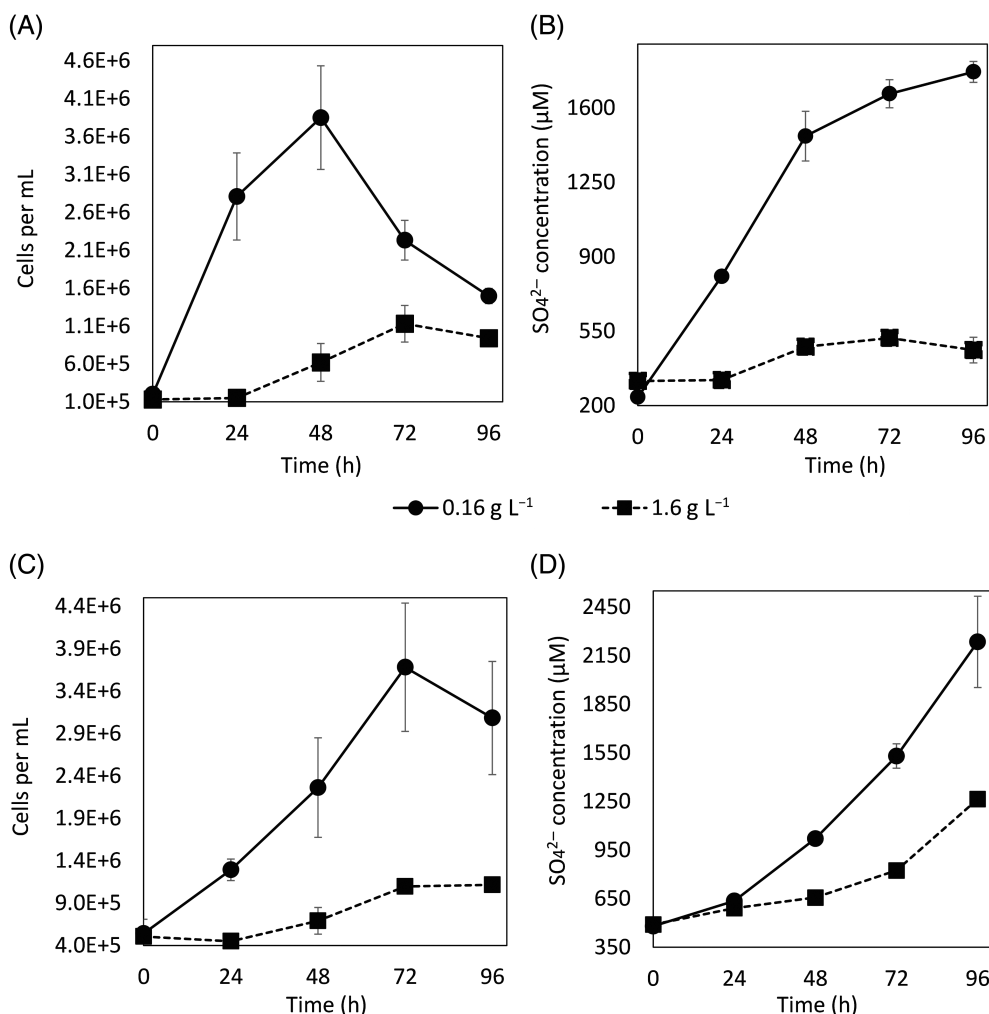 (A)
Cells per mL
4.6E+6
4.1E+6
3.6E+6
3.1E+6
2.6E+6
2.1E+6
1.6E+6
1.1E+6
6.0E+5
1.0E+5
0 24 48 72 96
Time (h)
(B)
SO₄²⁻ concentration (µM)
1600
1250
900
550
200
0 24 48 72 96
Time (h)
0.16 g L⁻¹ 1.6 g L⁻¹
(C)
Cells per mL
4.4E+6
3.9E+6
3.4E+6
2.9E+6
2.4E+6
1.9E+6
1.4E+6
9.0E+5
4.0E+5
0 24 48 72 96
Time (h)
(D)
SO₄²⁻ concentration (µM)
2450
2150
1850
1550
1250
950
650
350
0 24 48 72 96
Time (h)